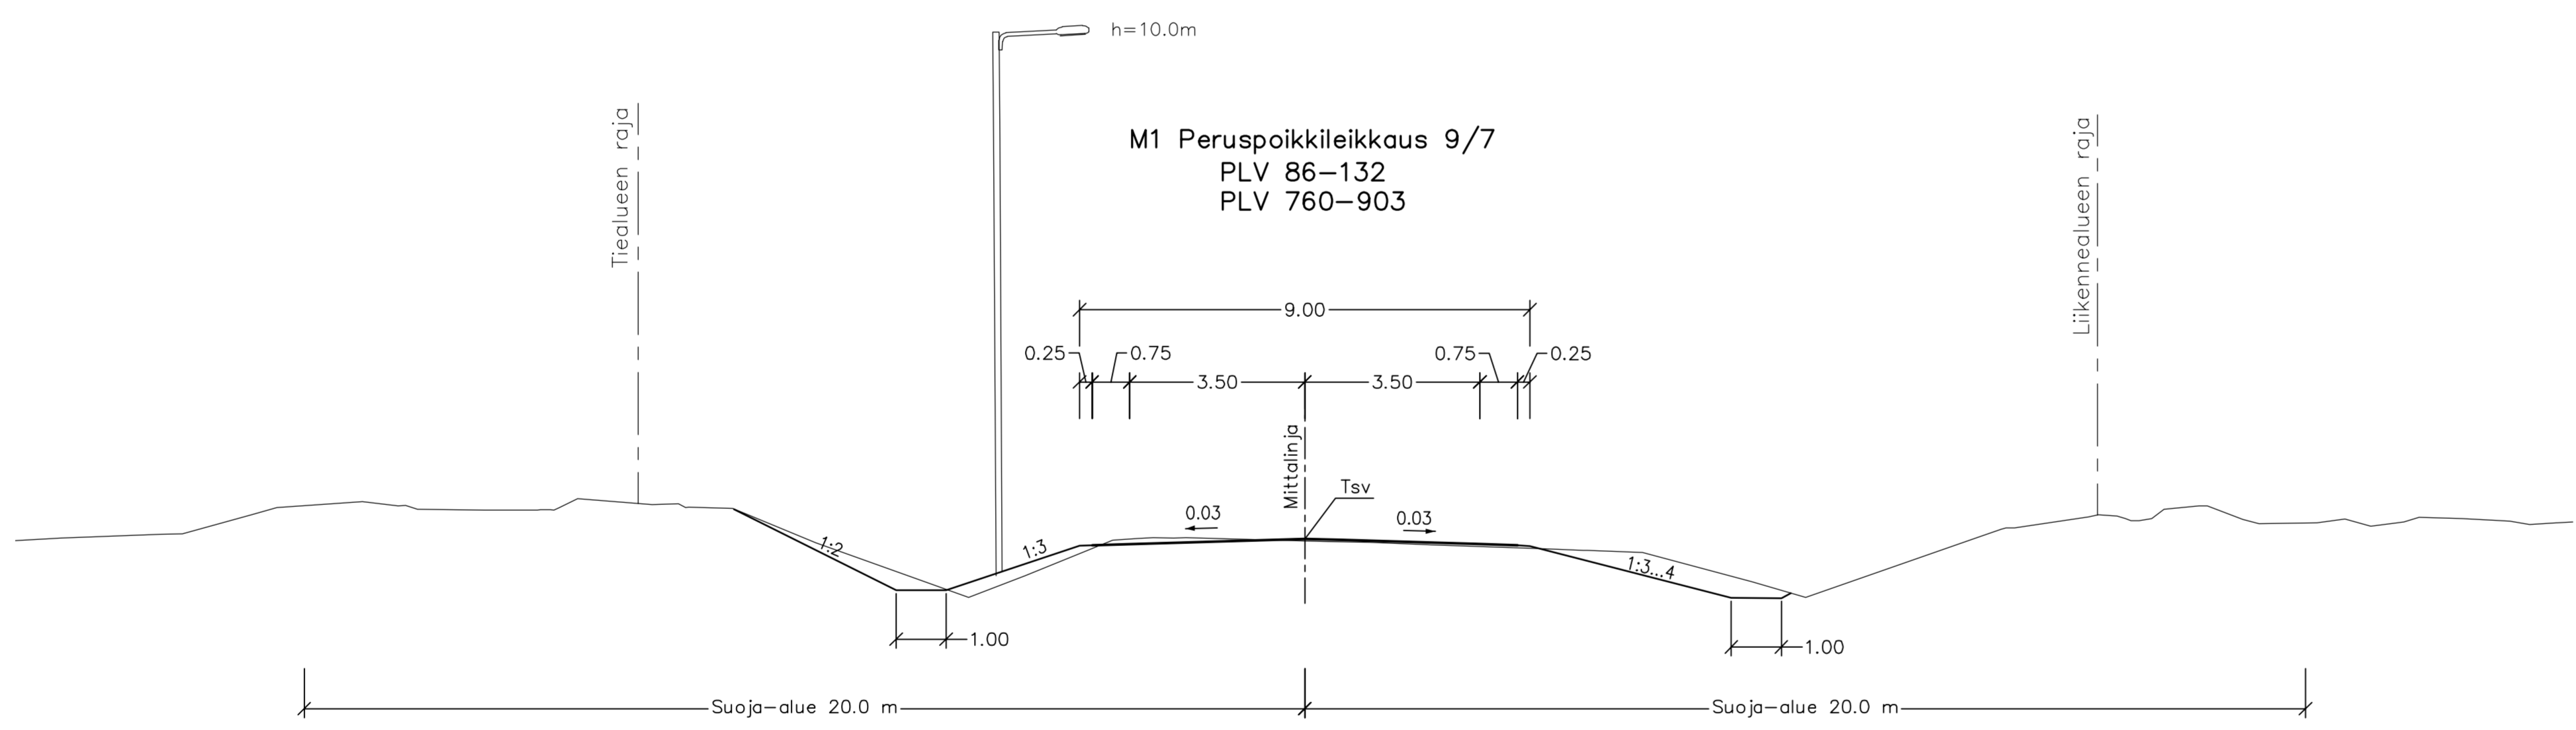 h=10.0m
Tiealueen raja
Liikennealueen raja
M1 Peruspoikkileikkaus 9/7
PLV 86-132
PLV 760-903
9.00
0.25
0.75
0.75
0.25
3.50
3.50
Mittalinja
Tsv
0.03
0.03
1:2
1:3
1:3...4
1.00
1.00
Suoja-alue 20.0 m
Suoja-alue 20.0 m